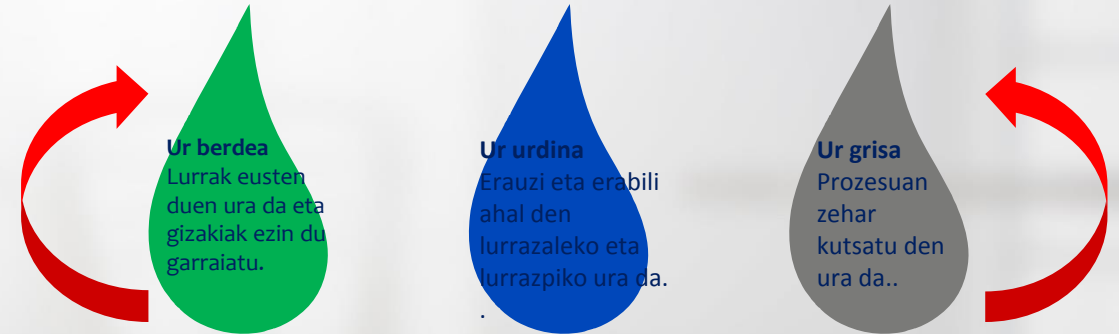 Ur berdea
Lurrak eusten
duen ura da eta
gizakiak ezin du
garraiatu.
Ur urdina
Erauzi eta erabili
ahal den
lurrazaleko eta
lurrazpiko ura da.
.
Ur grisa
Prozesuan
zehar
kutsatu den
ura da..